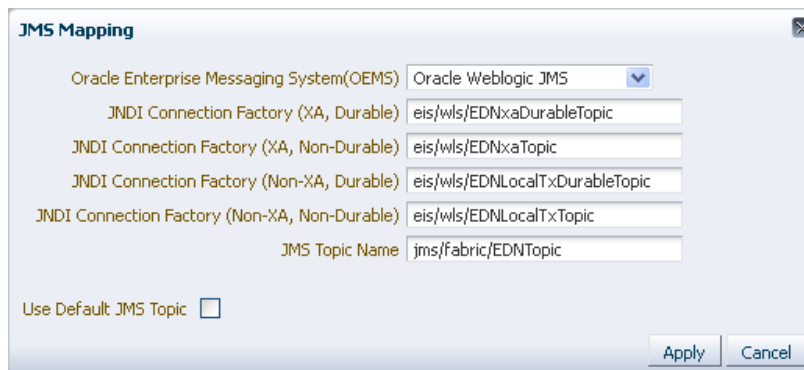 JMS Mapping
Oracle Enterprise Messaging System(OEMS) Oracle Weblogic JMS
JNDI Connection Factory (XA, Durable) eis/wls/EDNxaDurableTopic
JNDI Connection Factory (XA, Non-Durable) eis/wls/EDNxaTopic
JNDI Connection Factory (Non-XA, Durable) eis/wls/EDNLocalTxDurableTopic
JNDI Connection Factory (Non-XA, Non-Durable) eis/wls/EDNLocalTxTopic
JMS Topic Name jms/fabric/EDNTopic
Use Default JMS Topic
Apply Cancel